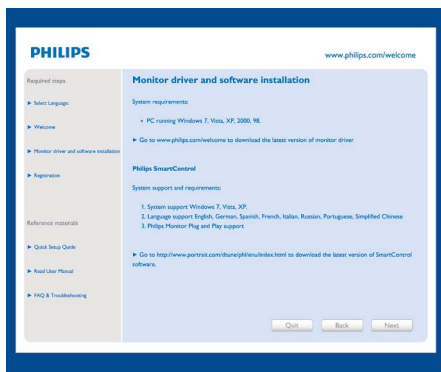 PHILIPS
www.philips.com/welcome
Required steps
► Select Language
► Welcome
► Monitor driver and software installation
► Registration
Reference materials
► Quick Setup Guide
► Read User Manual
► FAQ & Troubleshooting
Monitor driver and software installation
System requirements:
• PC running Windows 7, Vista, XP, 2000, 98.
► Go to www.philips.com/welcome to download the latest version of monitor driver
Philips SmartControl
System support and requirements:
1. System support Windows 7, Vista, XP.
2. Language support English, German, Spanish, French, Italian, Russian, Portuguese, Simplified Chinese
3. Philips Monitor Plug and Play support
► Go to http://www.portrait.com/dtune/phl/enu/index.html to download the latest version of SmartControl
software.
Quit
Back
Next